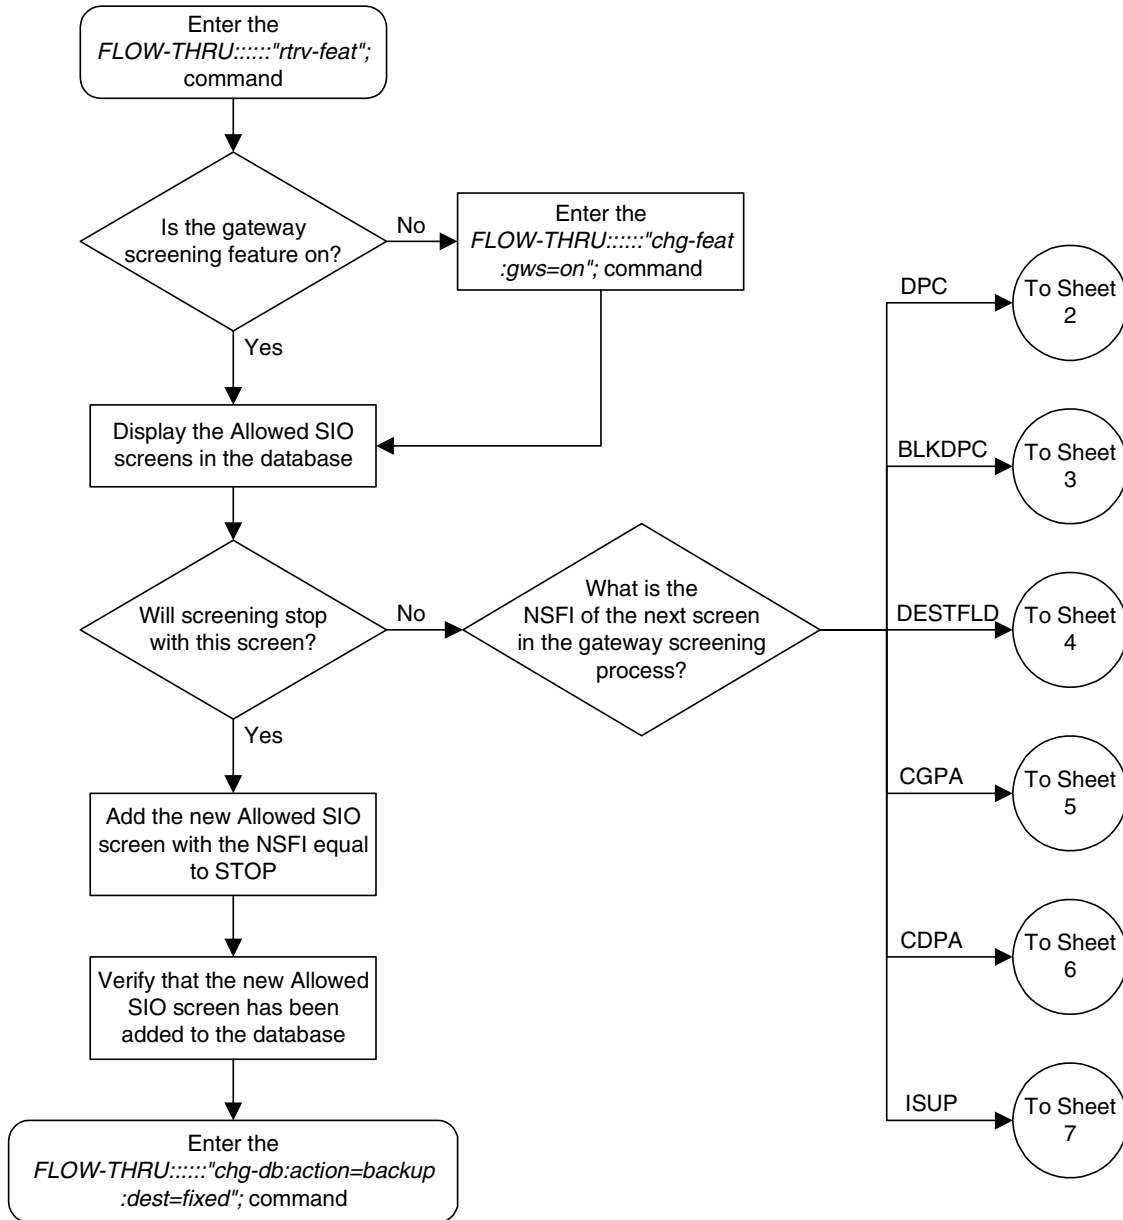 Enter the
FLOW-THRU::::::"rtrv-feat";
command
Is the gateway
screening feature on?
No
Enter the
FLOW-THRU::::::"chg-feat
:gws=on"; command
Yes
Display the Allowed SIO
screens in the database
Will screening stop
with this screen?
No
What is the
NSFI of the next screen
in the gateway screening
process?
DPC
To Sheet
2
BLKDPC
To Sheet
3
DESTFLD
To Sheet
4
CGPA
To Sheet
5
CDPA
To Sheet
6
ISUP
To Sheet
7
Yes
Add the new Allowed SIO
screen with the NSFI equal
to STOP
Verify that the new Allowed
SIO screen has been
added to the database
Enter the
FLOW-THRU::::::"chg-db:action=backup
:dest=fixed"; command